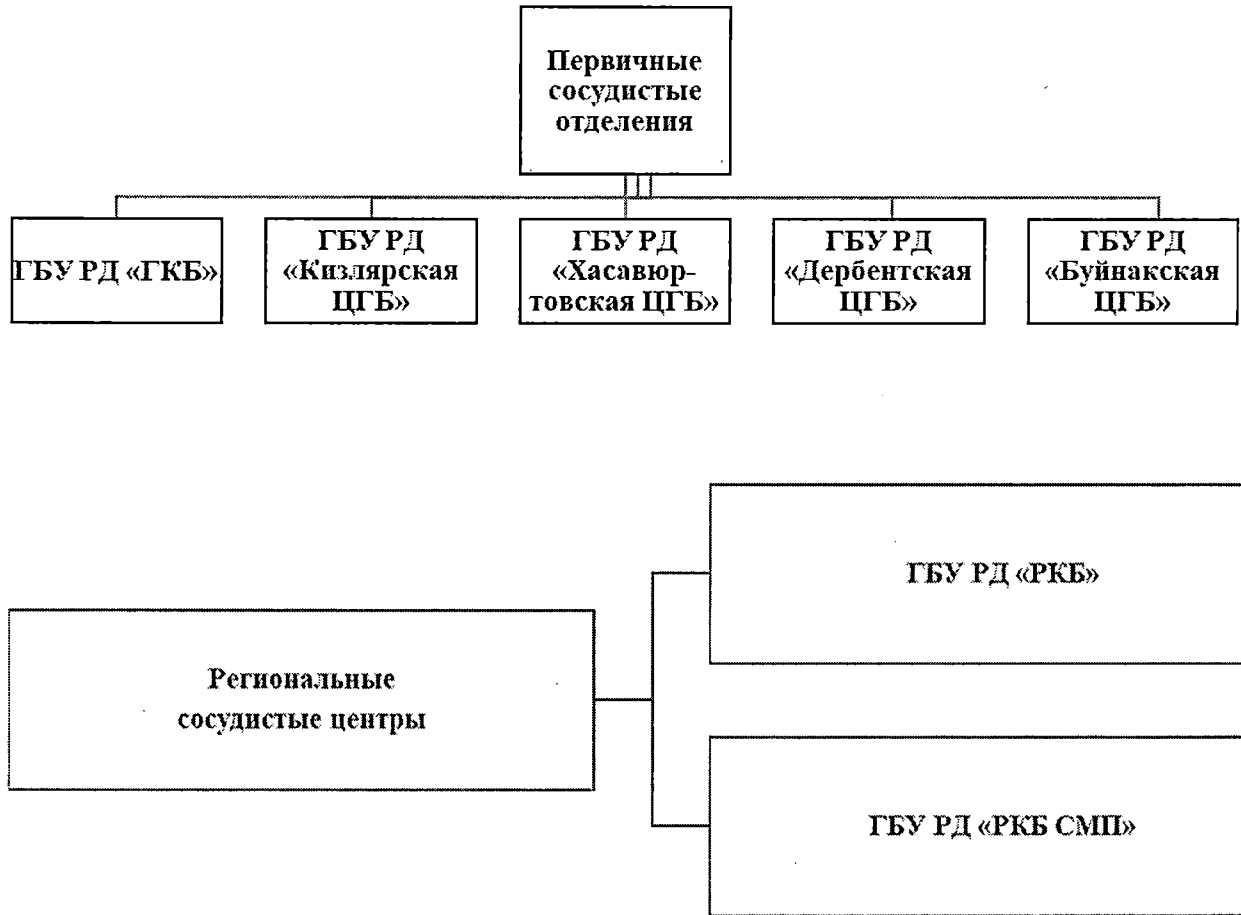 Первичные
сосудистые
отделения
ГБУ РД «ГКБ»
ГБУ РД
«Кизлярская
ЦГБ»
ГБУ РД
«Хасавюр-
товская ЦГБ»
ГБУ РД
«Дербентская
ЦГБ»
ГБУ РД
«Буйнакская
ЦГБ»
ГБУ РД «РКБ»
Региональные
сосудистые центры
ГБУ РД «РКБ СМП»